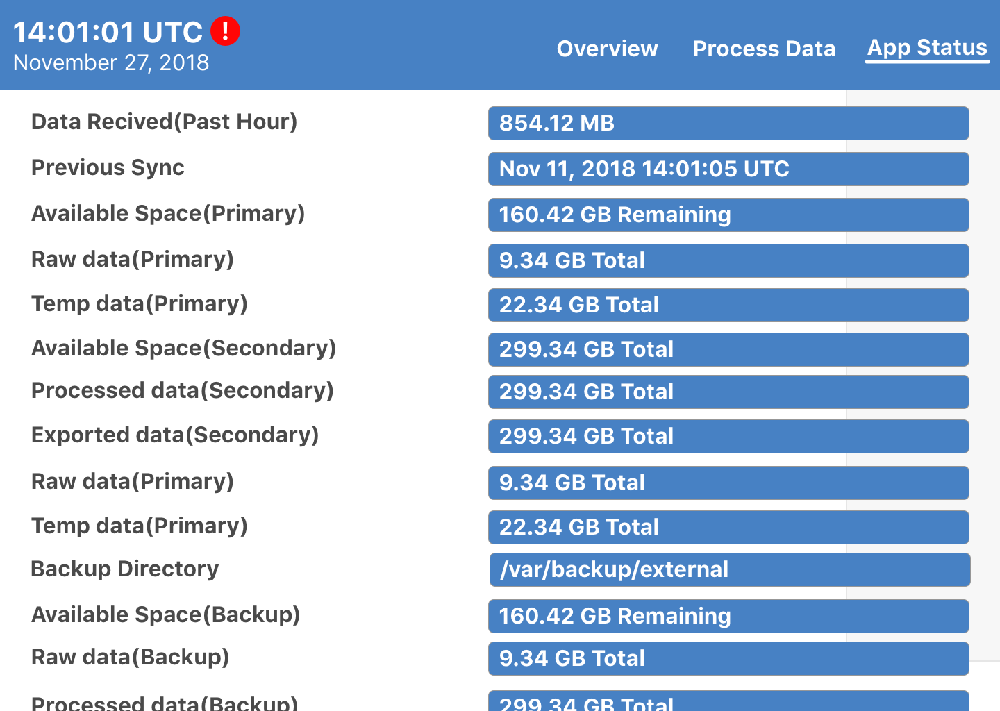 14:01:01 UTC !
November 27, 2018
Overview Process Data App Status
Data Recived(Past Hour) 854.12 MB
Previous Sync Nov 11, 2018 14:01:05 UTC
Available Space(Primary) 160.42 GB Remaining
Raw data(Primary) 9.34 GB Total
Temp data(Primary) 22.34 GB Total
Available Space(Secondary) 299.34 GB Total
Processed data(Secondary) 299.34 GB Total
Exported data(Secondary) 299.34 GB Total
Raw data(Primary) 9.34 GB Total
Temp data(Primary) 22.34 GB Total
Backup Directory /var/backup/external
Available Space(Backup) 160.42 GB Remaining
Raw data(Backup) 9.34 GB Total
Processed data(Backup) 299.34 GB Total